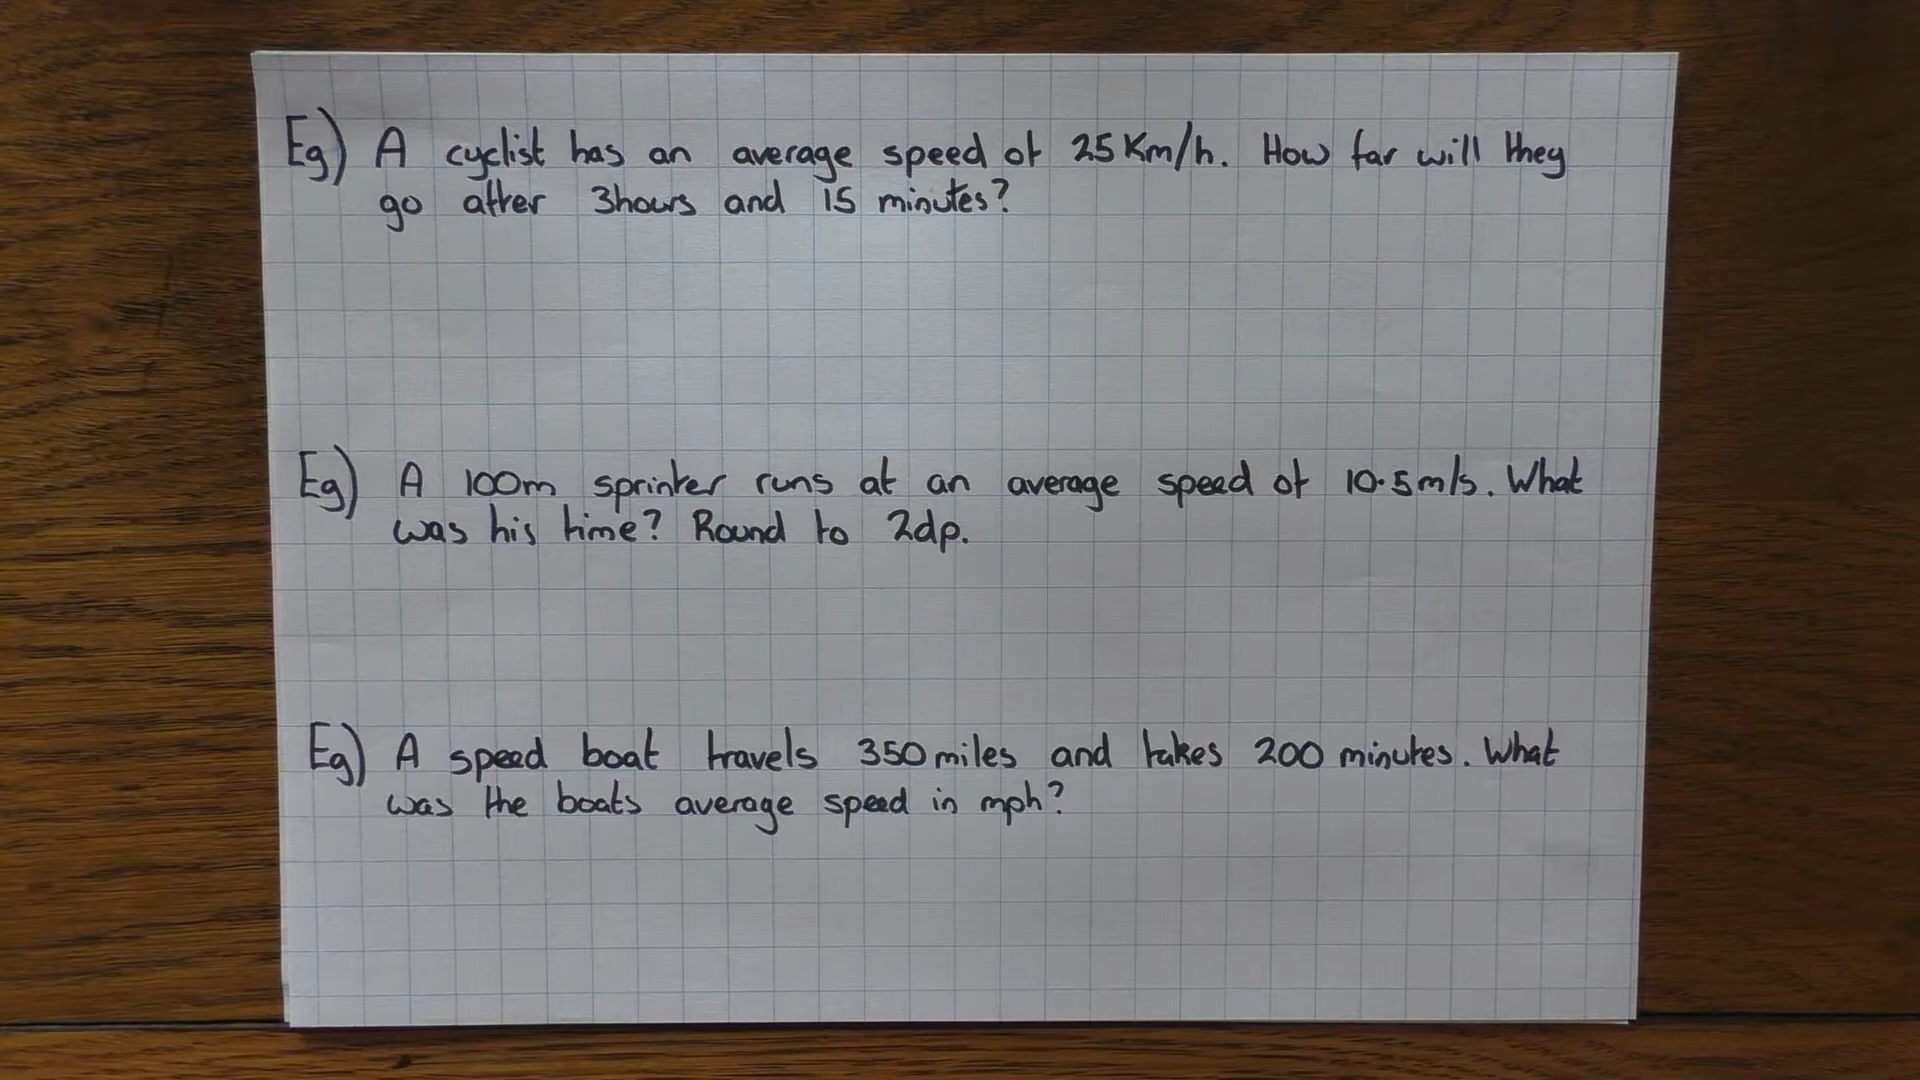 Eg) A cyclist has an average speed of 25 Km/h. How far will they
go after 3hours and 15 minutes?
Eg) A 100m sprinter runs at an average speed of 10.5m/s. What
was his time? Round to 2dp.
Eg) A speed boat travels 350 miles and takes 200 minutes. What
was the boats average speed in mph?